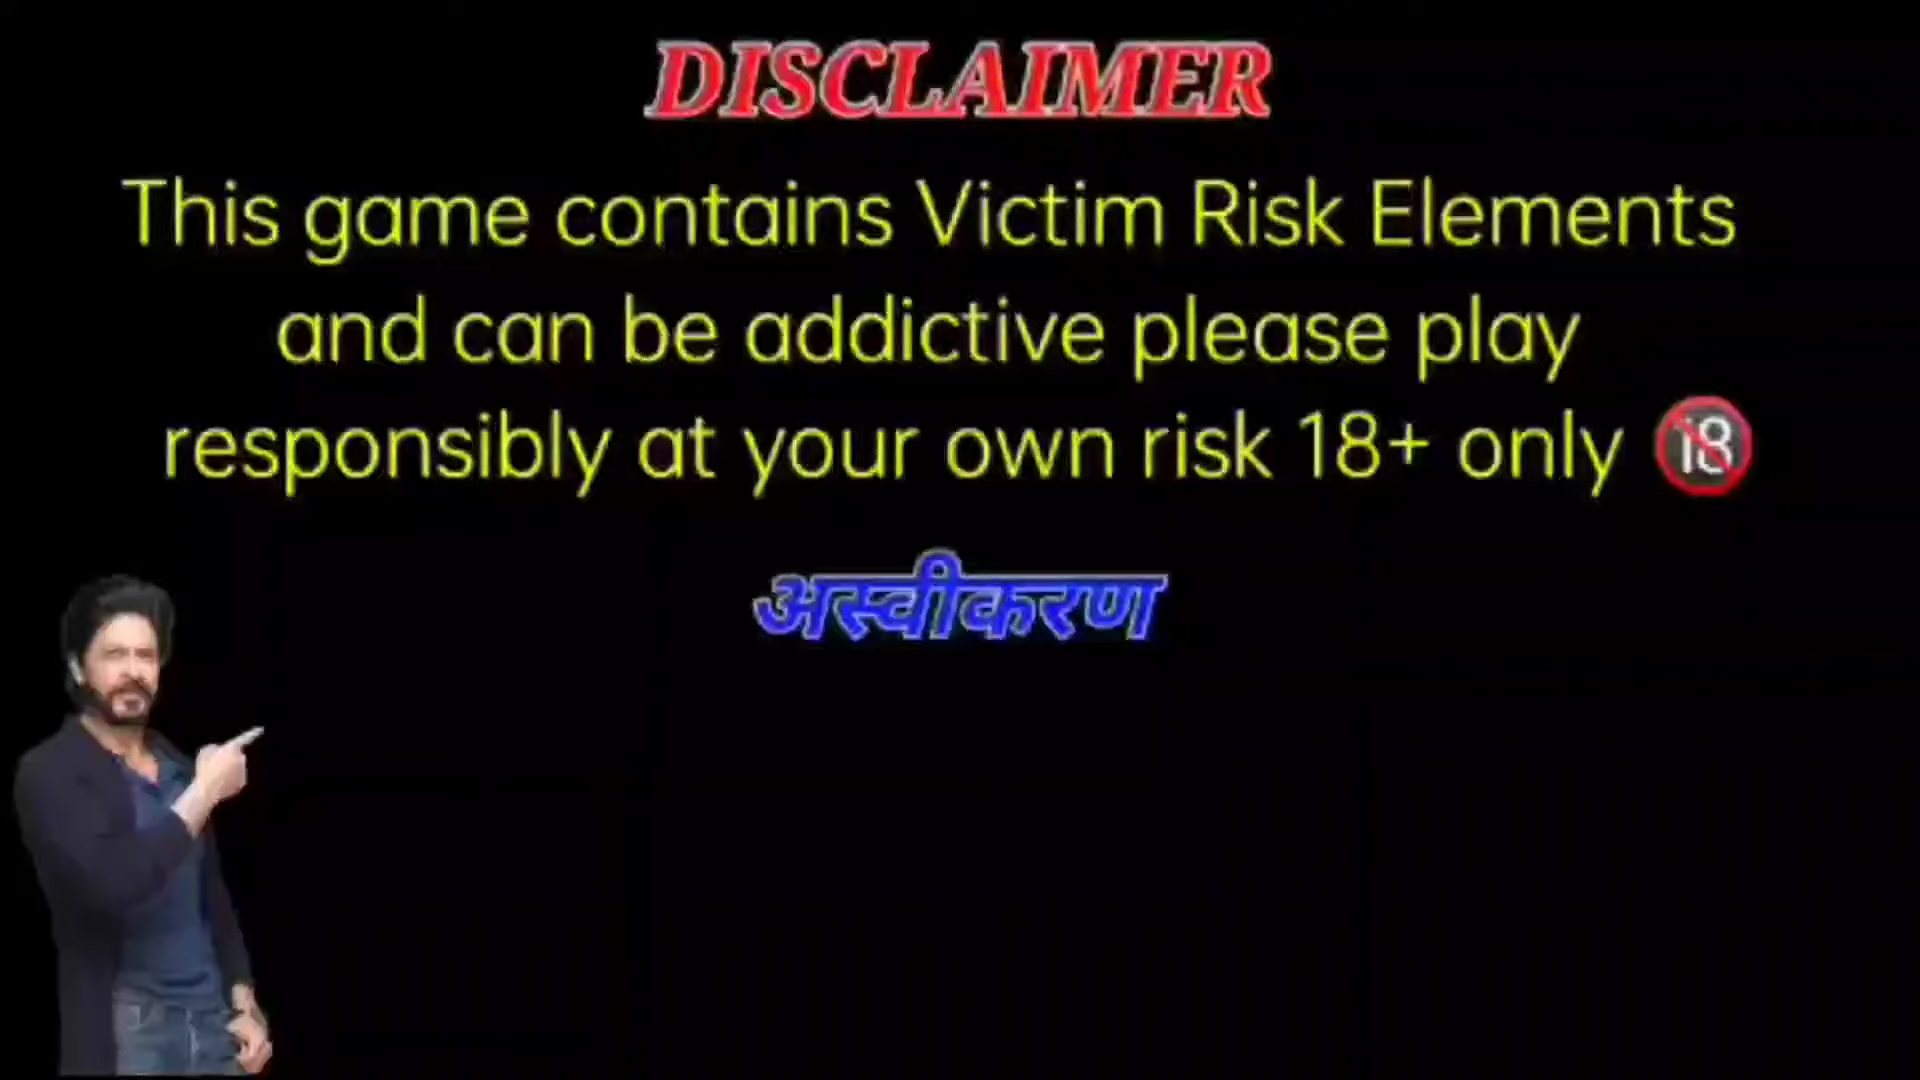 DISCLAIMER
This game contains Victim Risk Elements
and can be addictive please play
responsibly at your own risk 18+ only 🔞
अस्वीकरण